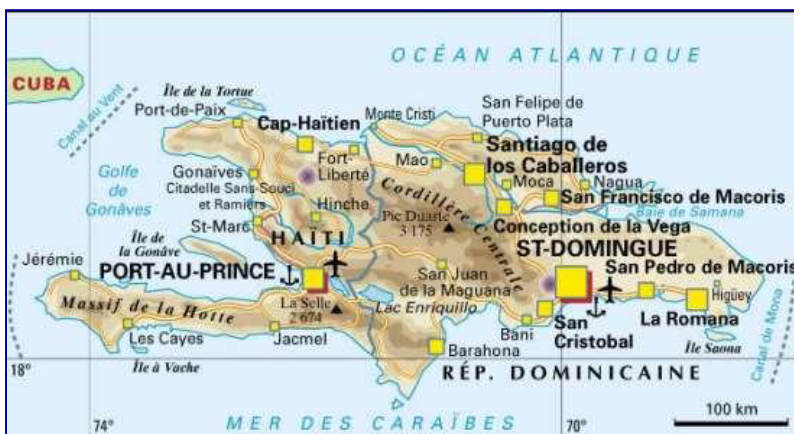 OCÉAN ATLANTIQUE
CUBA
Canal au Vent
Île de la Tortue
Port-de-Paix
Cap-Haïtien
Monte Cristi
San Felipe de
Puerto Plata
Santiago de
los Caballeros
Golfe
de
Gonâves
Gonaïves
Citadelle Sans-Souci
et Ramiers
Fort-
Liberté
Mao
Moca
Nagua
San Francisco de Macoris
Baie de Samana
Hinche
St-Marc
Cordillère Centrale
Pic Duarte
3 175
Conception de la Vega
HAÏTI
Île de
la Gonâve
ST-DOMINGUE
Jérémie
PORT-AU-PRINCE
San Juan
de la Maguana
San Pedro de Macoris
Higüey
Massif de la Hotte
La Selle
2 674
Lac Enriquillo
La Romana
Canal de Mona
Les Cayes
Jacmel
Bani
San
Cristobal
Île Saona
Barahona
18°
Île à Vache
RÉP. DOMINICAINE
74°
MER DES CARAÏBES
70°
100 km